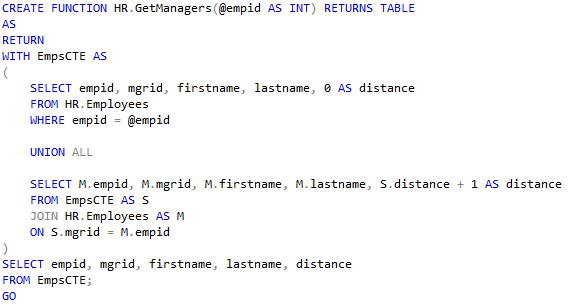 CREATE FUNCTION HR.GetManagers(@empid AS INT) RETURNS TABLE
AS
RETURN
WITH EmpsCTE AS
(
    SELECT empid, mgrid, firstname, lastname, 0 AS distance
    FROM HR.Employees
    WHERE empid = @empid

    UNION ALL

    SELECT M.empid, M.mgrid, M.firstname, M.lastname, S.distance + 1 AS distance
    FROM EmpsCTE AS S
    JOIN HR.Employees AS M
    ON S.mgrid = M.empid
)
SELECT empid, mgrid, firstname, lastname, distance
FROM EmpsCTE;
GO